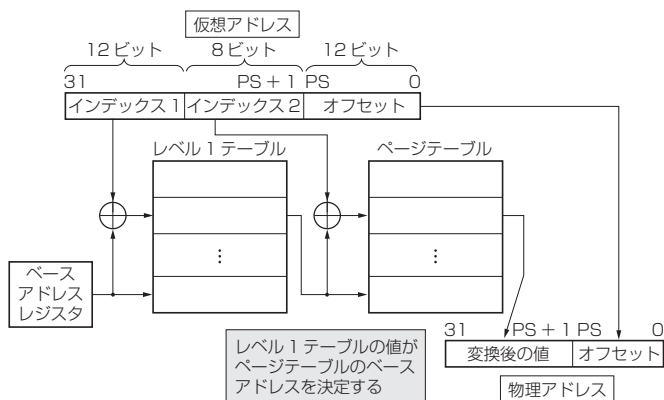 仮想アドレス
12ビット 8ビット 12ビット
31 PS+1 PS 0
インデックス1 インデックス2 オフセット
レベル1テーブル ページテーブル
⋮ ⋮
ベース
アドレス
レジスタ
31 PS+1 PS 0
変換後の値 オフセット
物理アドレス
レベル1テーブルの値が
ページテーブルのベース
アドレスを決定する